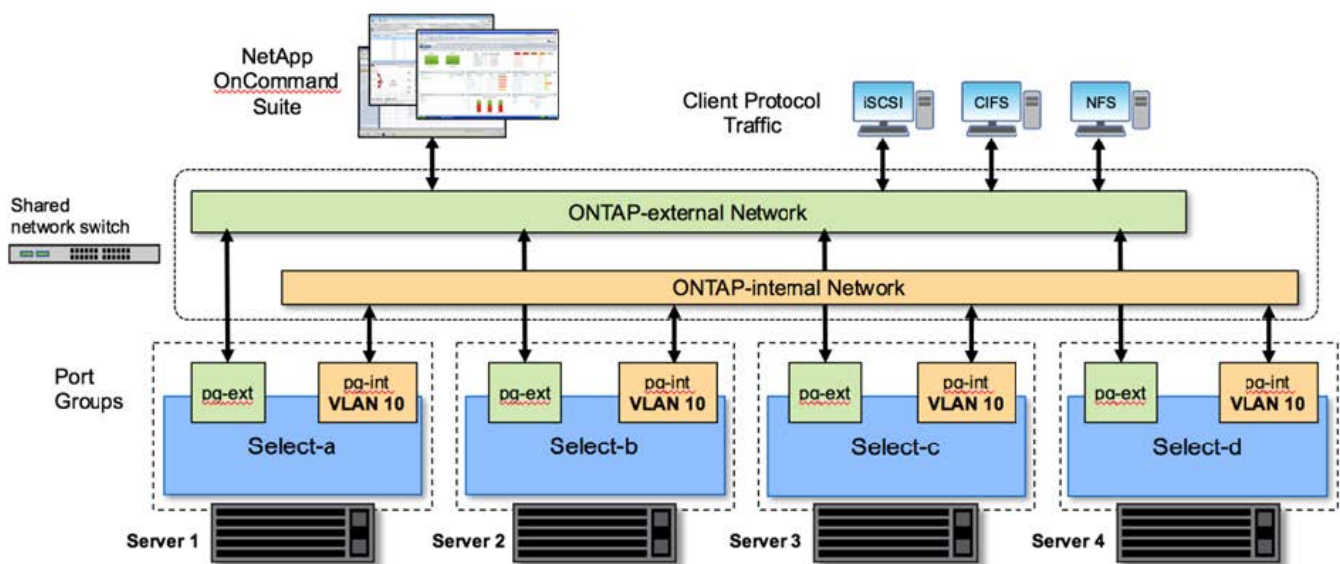 NetApp
OnCommand
Suite
Client Protocol
Traffic
iSCSI
CIFS
NFS
Shared
network switch
ONTAP-external Network
ONTAP-internal Network
Port
Groups
pg-ext
pg-int
VLAN 10
Select-a
pg-ext
pg-int
VLAN 10
Select-b
pg-ext
pg-int
VLAN 10
Select-c
pg-ext
pg-int
VLAN 10
Select-d
Server 1
Server 2
Server 3
Server 4